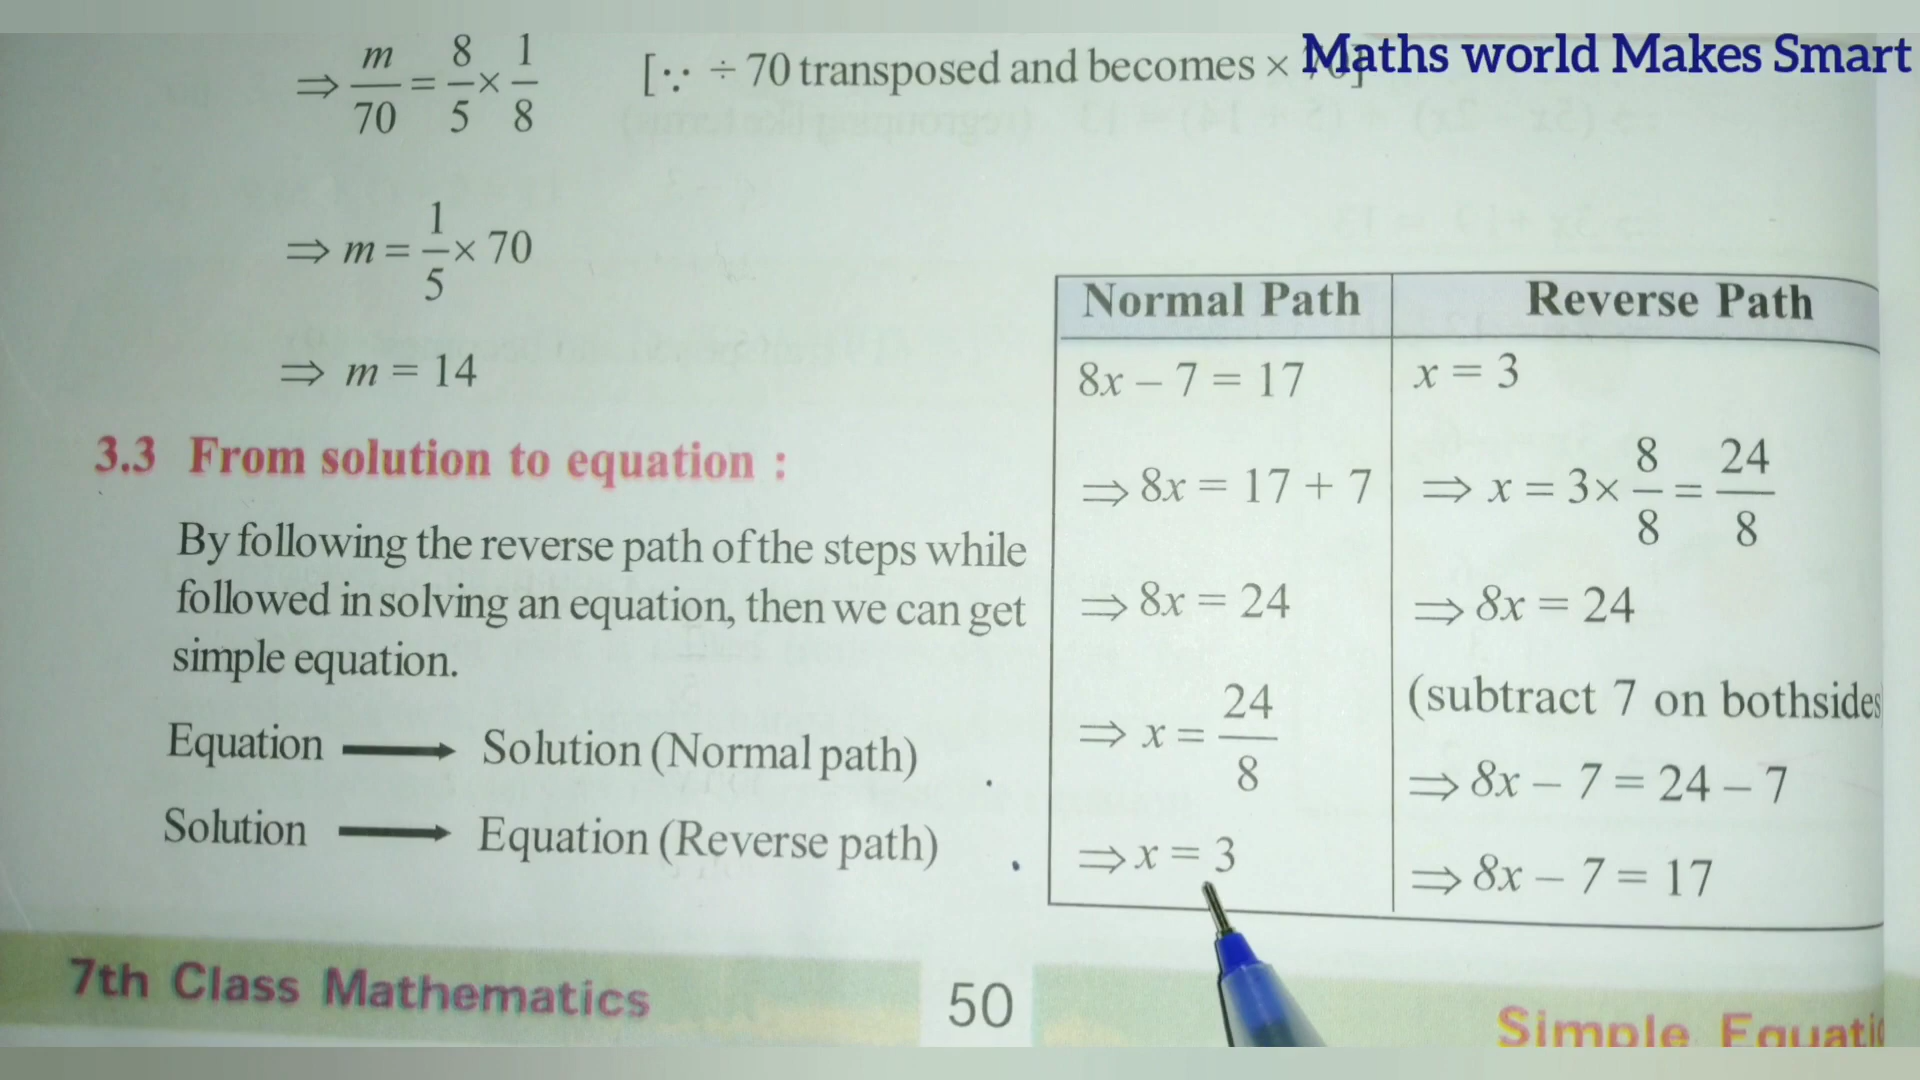 Maths world Makes Smart
⇒ m/70 = 8/5 × 1/8 [∵ ÷ 70 transposed and becomes ×
⇒ m = 1/5 × 70
⇒ m = 14
3.3 From solution to equation :
By following the reverse path of the steps while
followed in solving an equation, then we can get
simple equation.
Equation ⟶ Solution (Normal path)
Solution ⟶ Equation (Reverse path)
Normal Path Reverse Path
8x – 7 = 17 x = 3
⇒ 8x = 17 + 7 ⇒ x = 3 × 8/8 = 24/8
⇒ 8x = 24 ⇒ 8x = 24
(subtract 7 on bothsides
⇒ x = 24/8 ⇒ 8x – 7 = 24 – 7
⇒ x = 3 ⇒ 8x – 7 = 17
7th Class Mathematics 50 Simple Equati